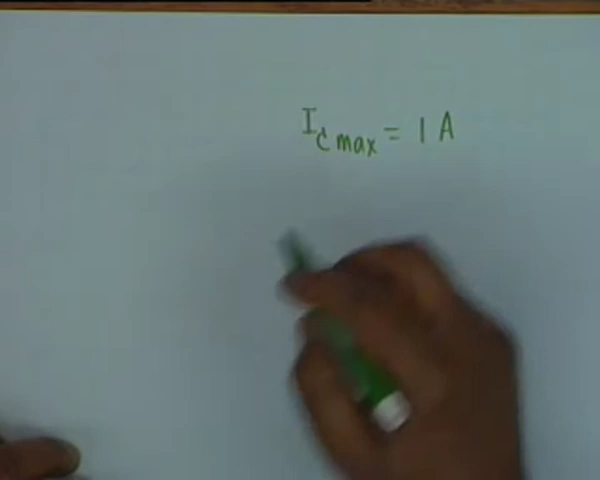 I_C max = 1 A